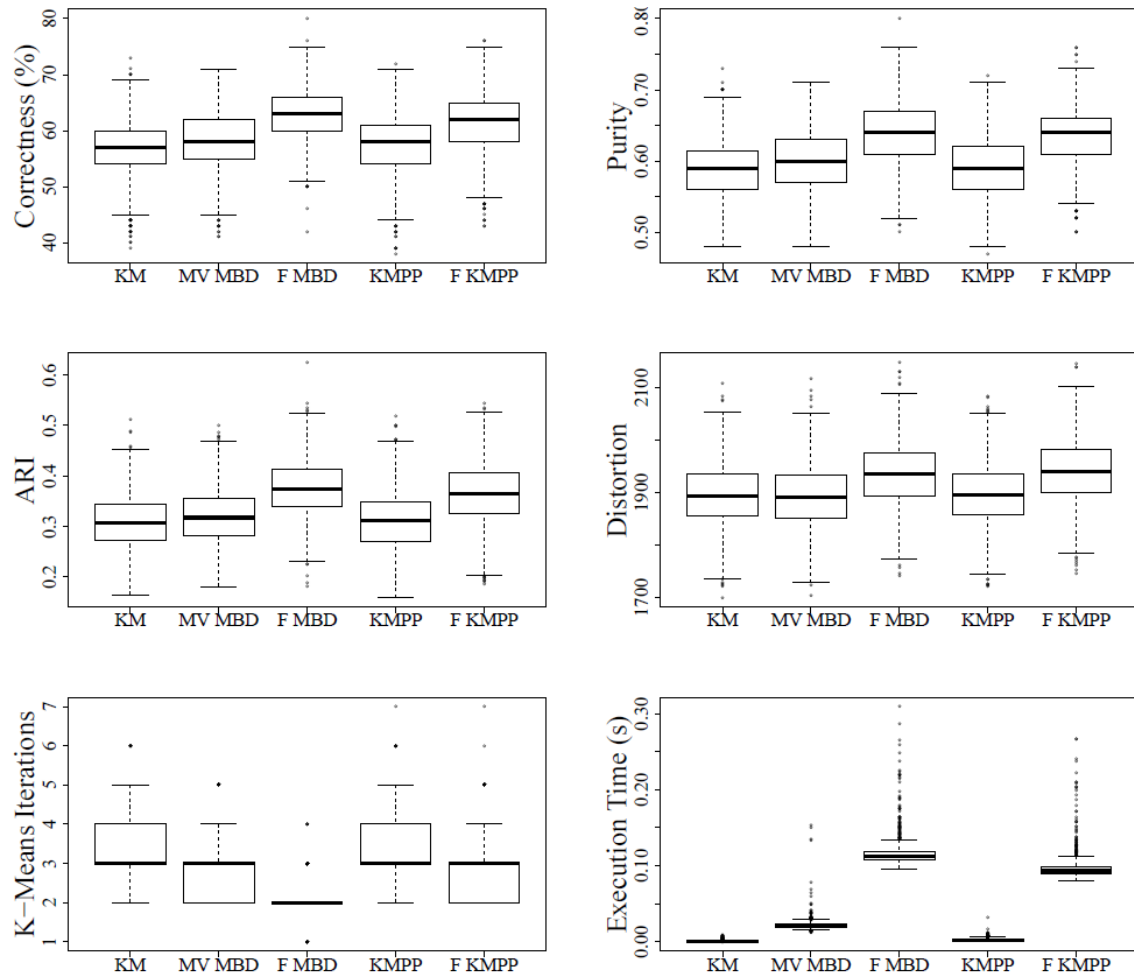 Correctness (%)
80
70
60
50
40
KM MV MBD F MBD KMPP F KMPP
Purity
0.80
0.70
0.60
0.50
KM MV MBD F MBD KMPP F KMPP
ARI
0.6
0.5
0.4
0.3
0.2
KM MV MBD F MBD KMPP F KMPP
Distortion
2100
1900
1700
KM MV MBD F MBD KMPP F KMPP
K−Means Iterations
7
6
5
4
3
2
1
KM MV MBD F MBD KMPP F KMPP
Execution Time (s)
0.30
0.20
0.10
0.00
KM MV MBD F MBD KMPP F KMPP